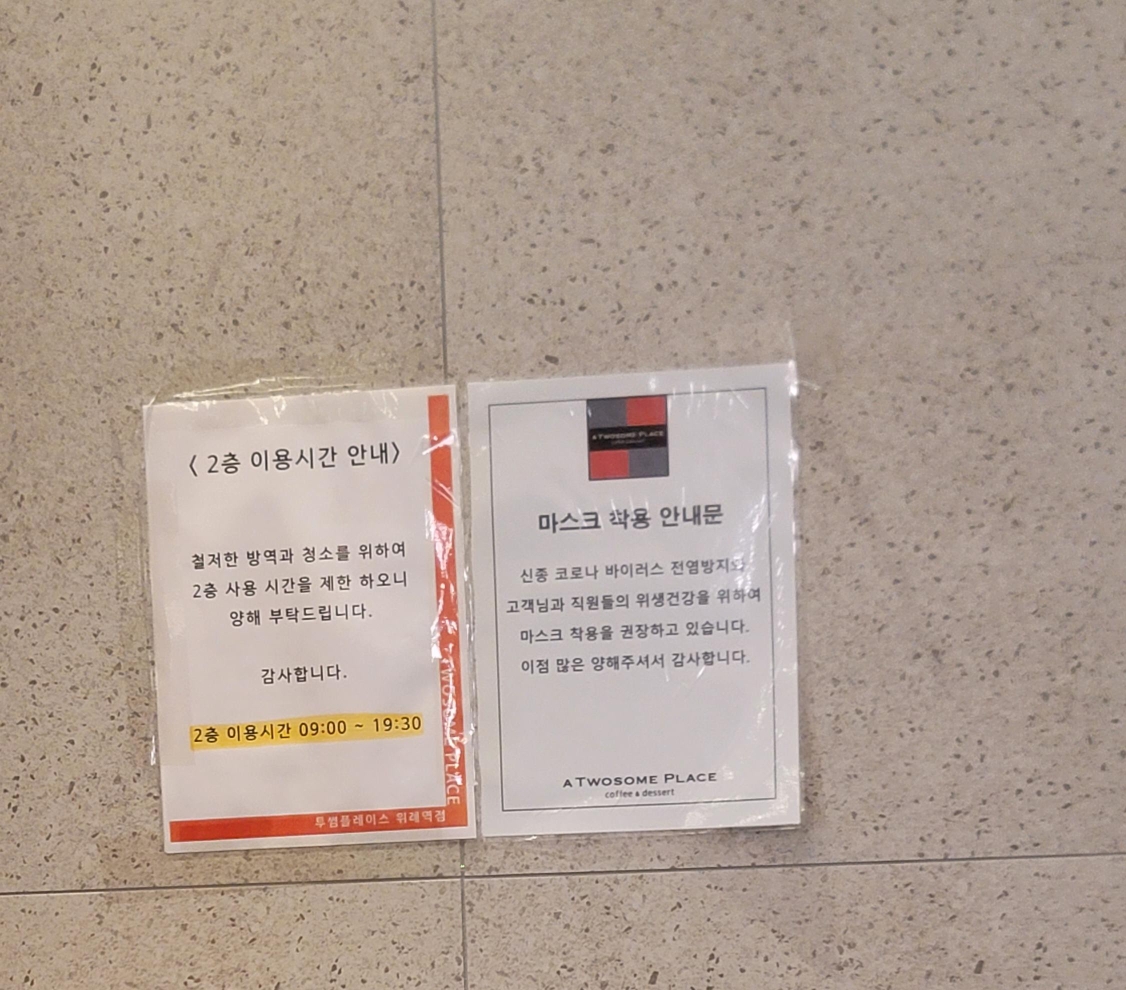 < 2층 이용시간 안내>
철저한 방역과 청소를 위하여
2층 사용 시간을 제한 하오니
양해 부탁드립니다.
감사합니다.
2층 이용시간 09:00 ~ 19:30
A TWOSOME PLACE
투썸플레이스 위례역점
A TWOSOME PLACE
마스크 착용 안내문
신종 코로나 바이러스 전염방지와
고객님과 직원들의 위생건강을 위하여
마스크 착용을 권장하고 있습니다.
이점 많은 양해주셔서 감사합니다.
A TWOSOME PLACE
coffee & dessert